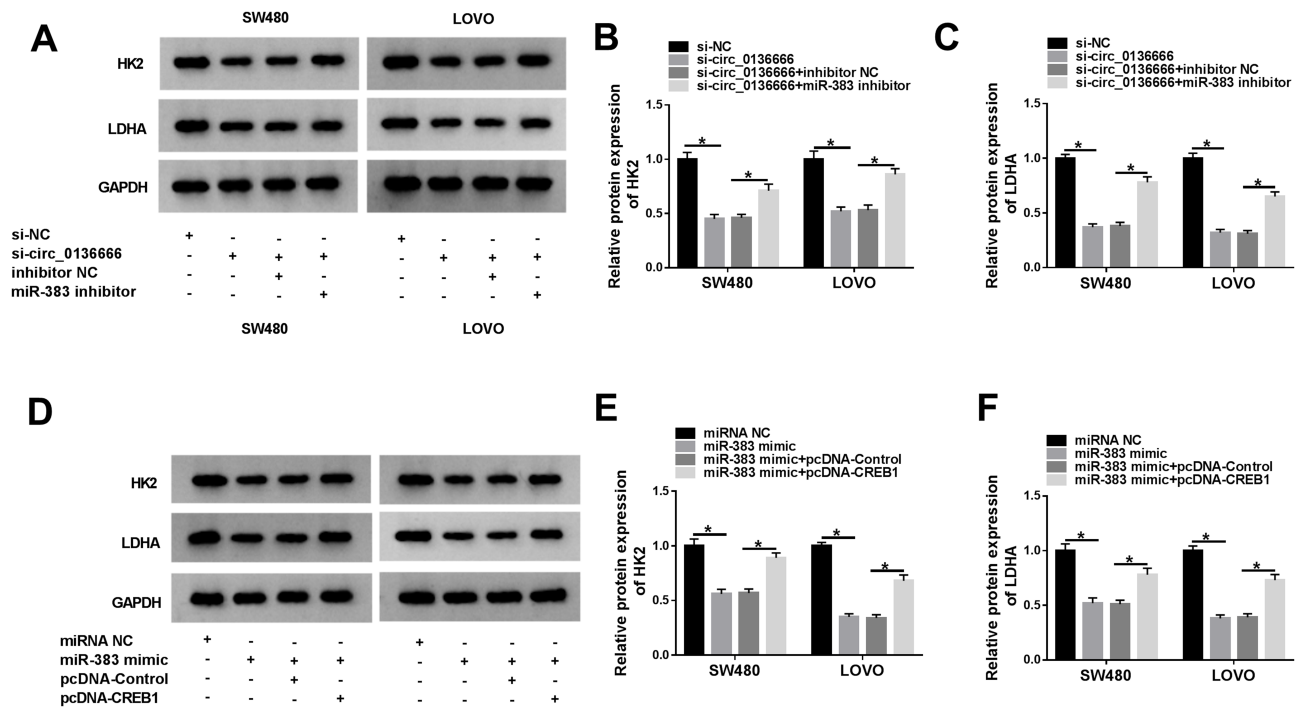 A
SW480 LOVO
HK2
LDHA
GAPDH
si-NC + - - - + - - -
si-circ_0136666 - + + + - + + +
inhibitor NC - - + - - - + -
miR-383 inhibitor - - - + - - - +
SW480 LOVO
B
si-NC
si-circ_0136666
si-circ_0136666+inhibitor NC
si-circ_0136666+miR-383 inhibitor
Relative protein expression
of HK2
1.5
1.0
0.5
0.0
* * * *
SW480 LOVO
C
si-NC
si-circ_0136666
si-circ_0136666+inhibitor NC
si-circ_0136666+miR-383 inhibitor
Relative protein expression
of LDHA
1.5
1.0
0.5
0.0
* * * *
SW480 LOVO
D
HK2
LDHA
GAPDH
miRNA NC + - - - + - - -
miR-383 mimic - + + + - + + +
pcDNA-Control - - + - - - + -
pcDNA-CREB1 - - - + - - - +
E
miRNA NC
miR-383 mimic
miR-383 mimic+pcDNA-Control
miR-383 mimic+pcDNA-CREB1
Relative protein expression
of HK2
1.5
1.0
0.5
0.0
* * * *
SW480 LOVO
F
miRNA NC
miR-383 mimic
miR-383 mimic+pcDNA-Control
miR-383 mimic+pcDNA-CREB1
Relative protein expression
of LDHA
1.5
1.0
0.5
0.0
* * * *
SW480 LOVO